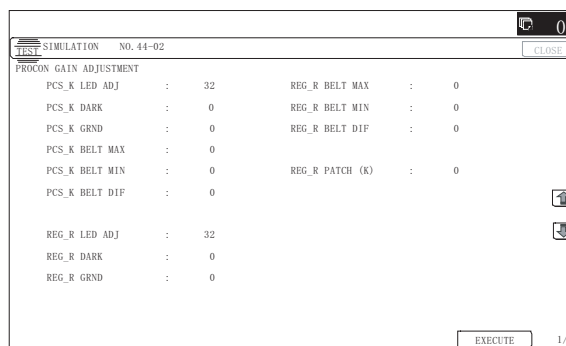 0
TEST SIMULATION NO. 44-02
CLOSE
PROCON GAIN ADJUSTMENT
PCS_K LED ADJ : 32 REG_R BELT MAX : 0
PCS_K DARK : 0 REG_R BELT MIN : 0
PCS_K GRND : 0 REG_R BELT DIF : 0
PCS_K BELT MAX : 0
PCS_K BELT MIN : 0 REG_R PATCH (K) : 0
PCS_K BELT DIF : 0
REG_R LED ADJ : 32
REG_R DARK : 0
REG_R GRND : 0
EXECUTE 1/